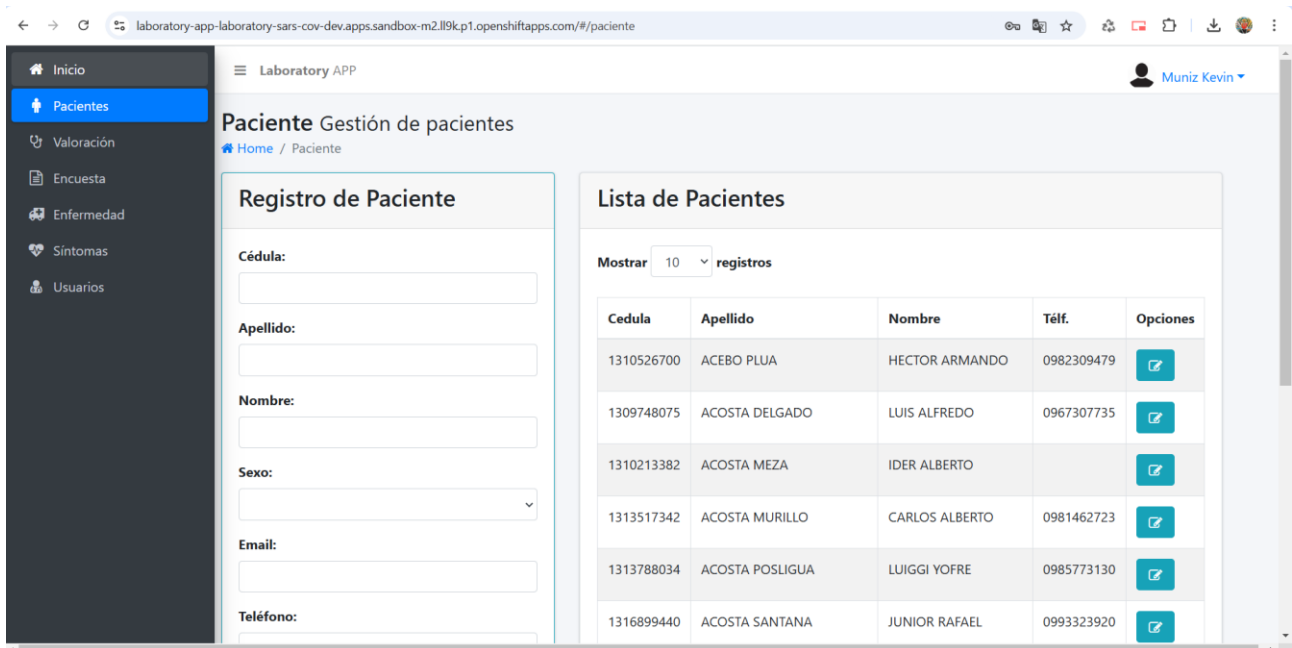 laboratory-app-laboratory-sars-cov-dev.apps.sandbox-m2.ll9k.p1.openshiftapps.com/#/paciente
Inicio
Pacientes
Valoración
Encuesta
Enfermedad
Síntomas
Usuarios
Laboratory APP
Muniz Kevin
Paciente Gestión de pacientes
Home / Paciente
Registro de Paciente
Cédula:
Apellido:
Nombre:
Sexo:
Email:
Teléfono:
Lista de Pacientes
Mostrar 10 registros
Cedula Apellido Nombre Télf. Opciones
1310526700 ACEBO PLUA HECTOR ARMANDO 0982309479
1309748075 ACOSTA DELGADO LUIS ALFREDO 0967307735
1310213382 ACOSTA MEZA IDER ALBERTO
1313517342 ACOSTA MURILLO CARLOS ALBERTO 0981462723
1313788034 ACOSTA POSLIGUA LUIGGI YOFRE 0985773130
1316899440 ACOSTA SANTANA JUNIOR RAFAEL 0993323920